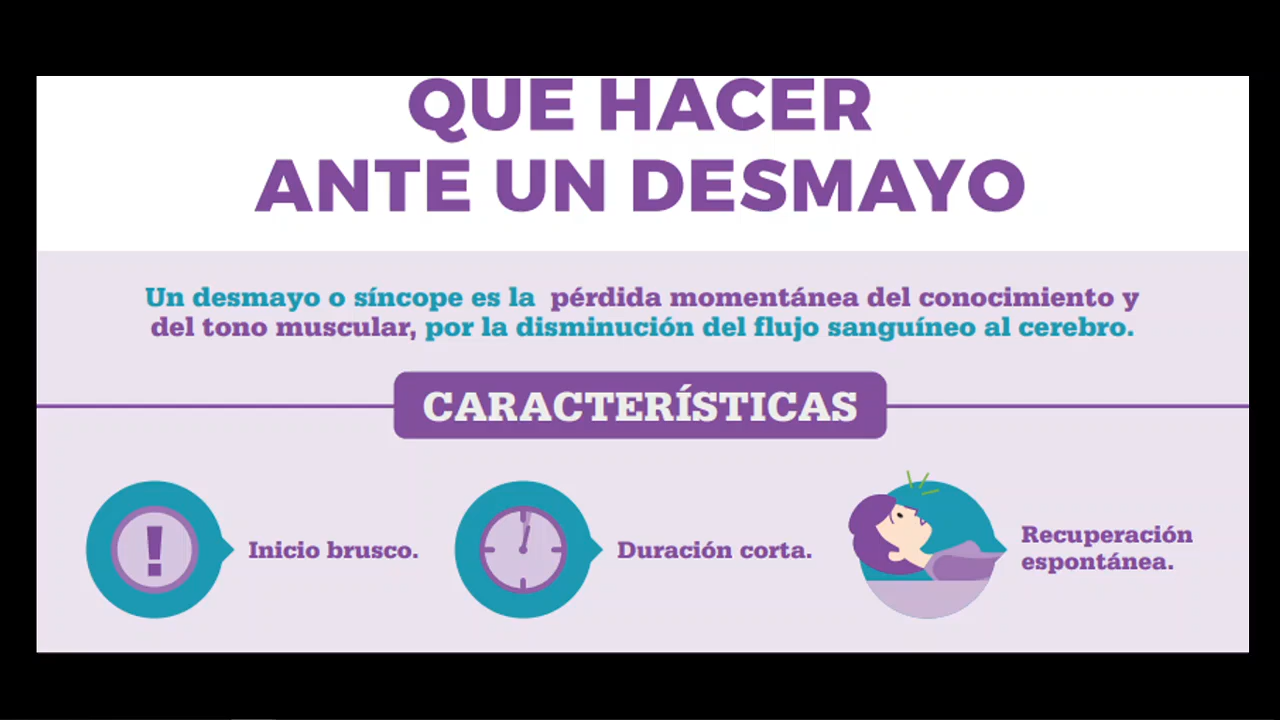 QUE HACER
ANTE UN DESMAYO
Un desmayo o síncope es la pérdida momentánea del conocimiento y
del tono muscular, por la disminución del flujo sanguíneo al cerebro.
CARACTERÍSTICAS
Inicio brusco.
Duración corta.
Recuperación
espontánea.